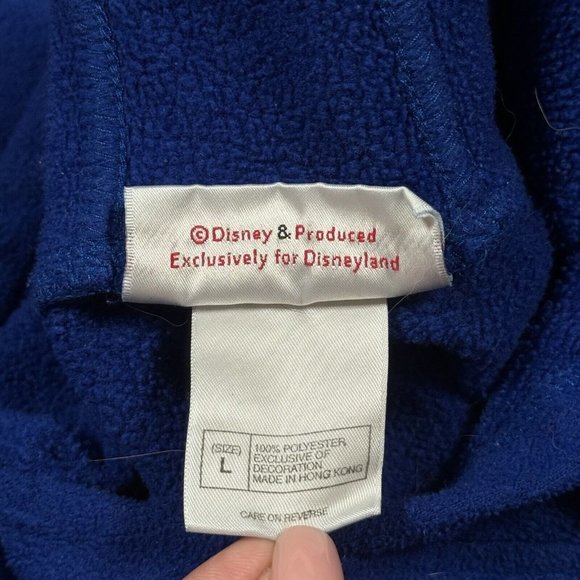 ©Disney & Produced
Exclusively for Disneyland
(SIZE)
L
100% POLYESTER,
EXCLUSIVE OF
DECORATION
MADE IN HONG KONG
CARE ON REVERSE